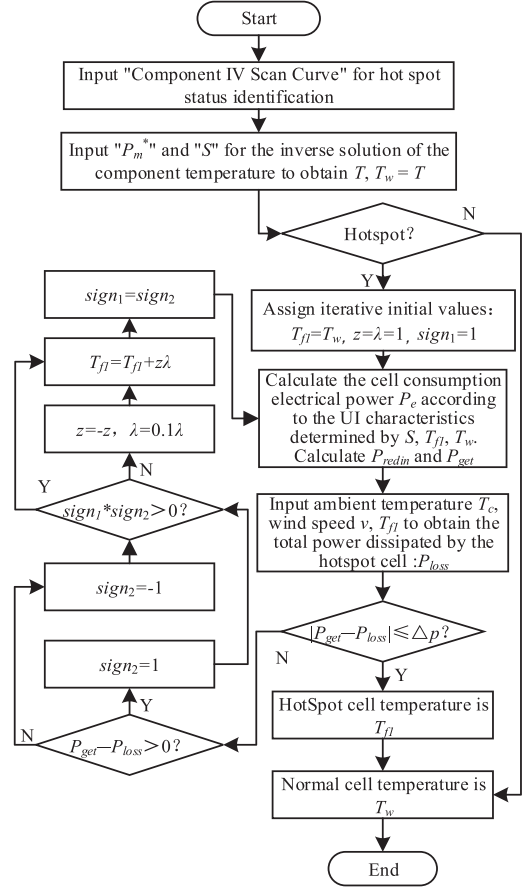 Start
Input "Component IV Scan Curve" for hot spot
status identification
Input "Pm*" and "S" for the inverse solution of the
component temperature to obtain T, Tw = T
N
Hotspot?
Y
sign1=sign2
Assign iterative initial values:
Tf1=Tw, z=λ=1, sign1=1
Tf1=Tf1+zλ
Calculate the cell consumption
electrical power Pe according
to the UI characteristics
determined by S, Tf1, Tw.
Calculate Predin and Pget
z=-z, λ=0.1λ
N
Y
sign1*sign2>0?
Input ambient temperature Tc,
wind speed v, Tf1 to obtain the
total power dissipated by the
hotspot cell :Ploss
sign2=-1
|Pget−Ploss|≤△p?
N
Y
sign2=1
Y
N
Pget−Ploss>0?
HotSpot cell temperature is
Tf1
Normal cell temperature is
Tw
End